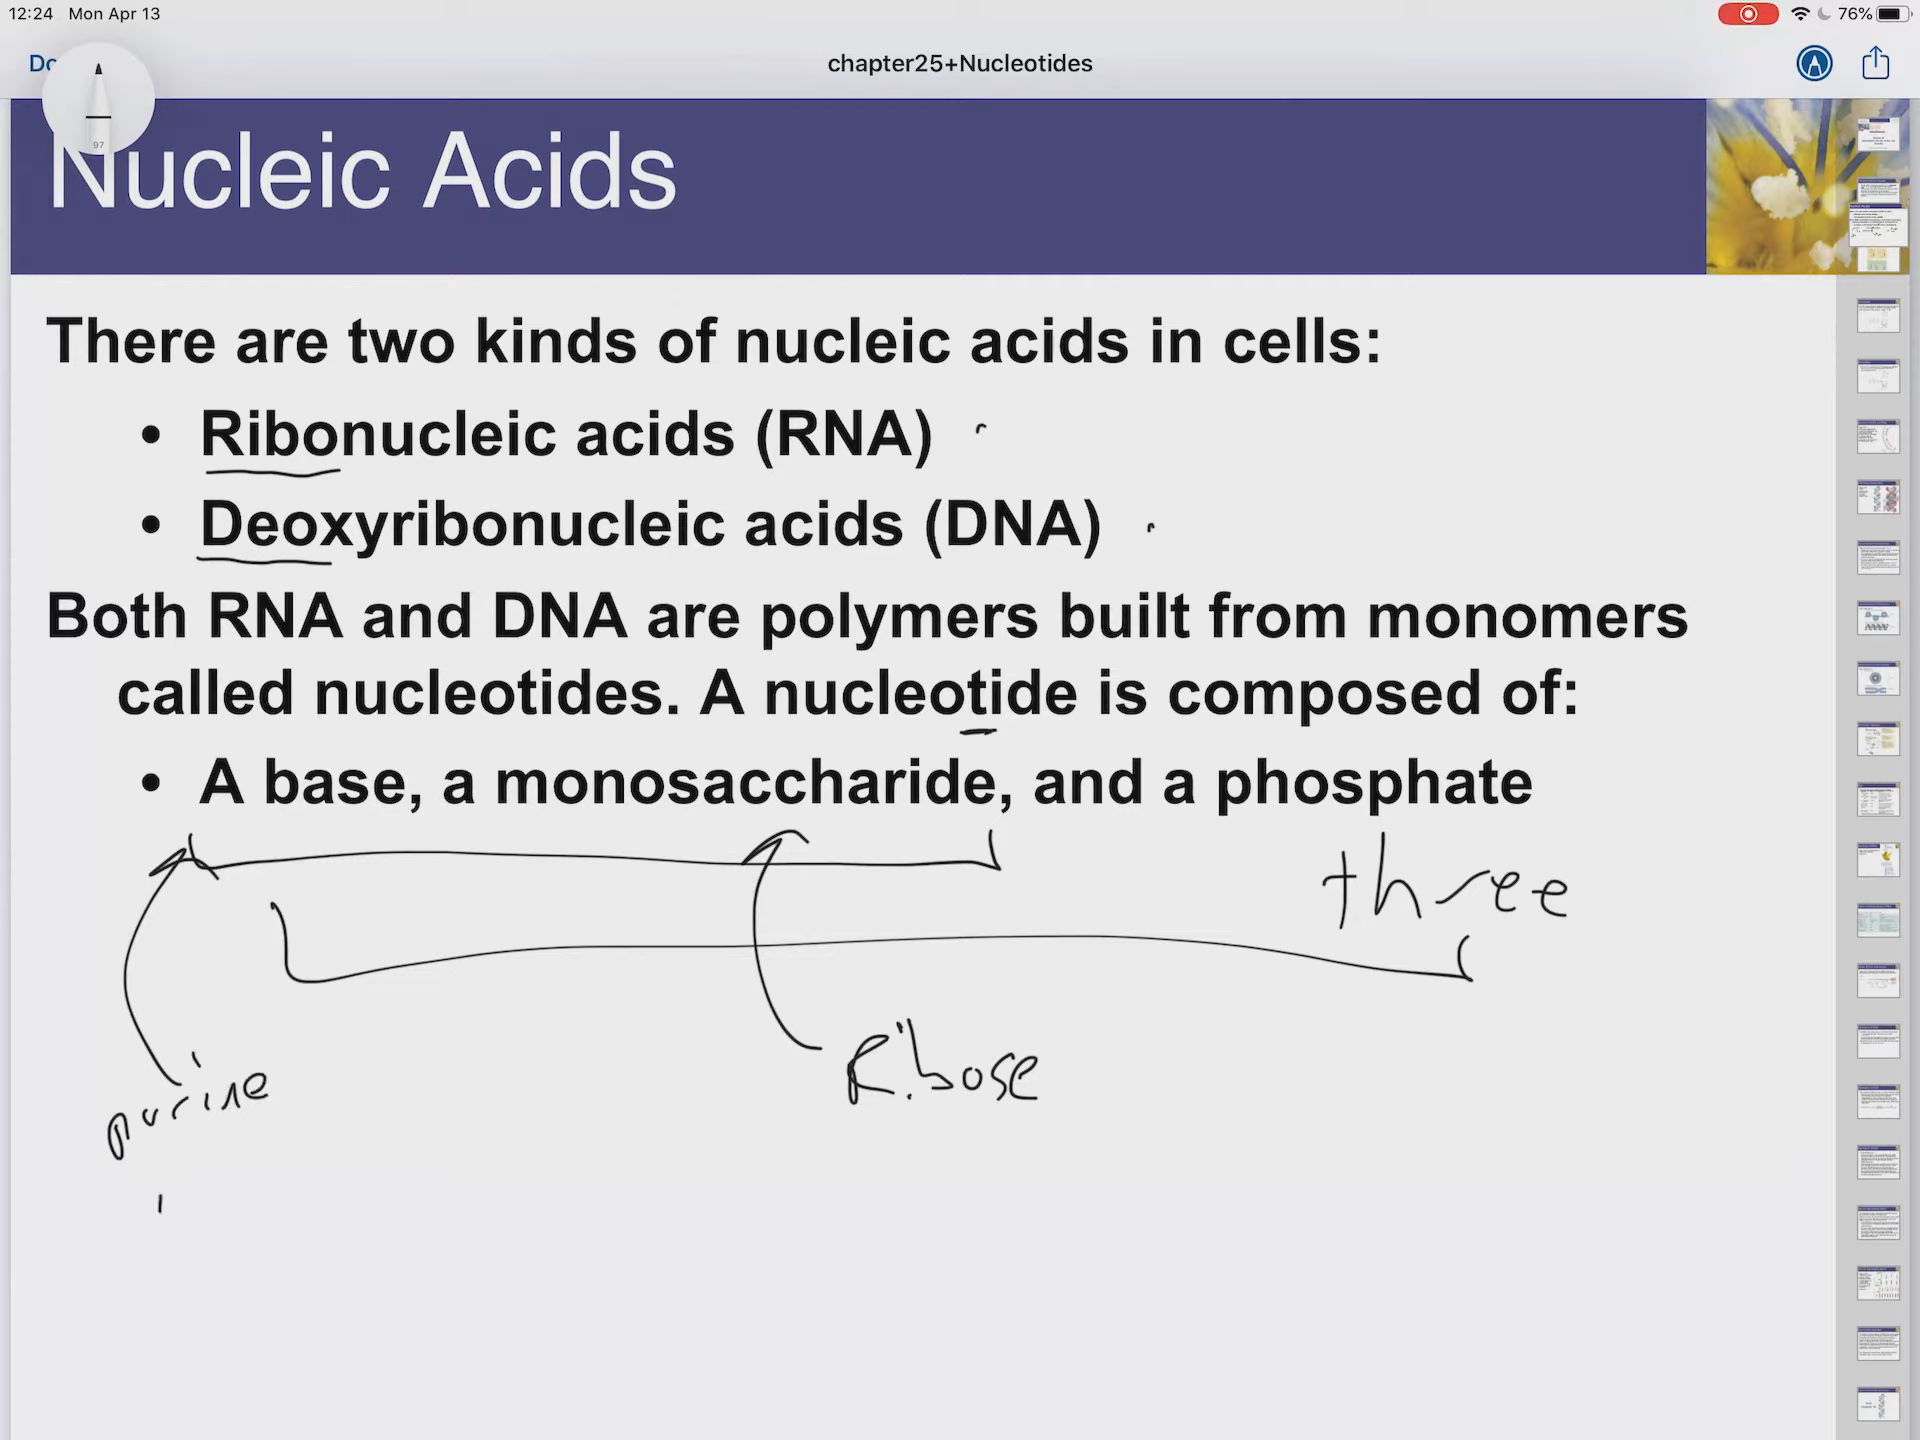 12:24 Mon Apr 13
76%
chapter25+Nucleotides
97
Nucleic Acids
There are two kinds of nucleic acids in cells:
• Ribonucleic acids (RNA)
• Deoxyribonucleic acids (DNA)
Both RNA and DNA are polymers built from monomers
called nucleotides. A nucleotide is composed of:
• A base, a monosaccharide, and a phosphate
three
Ribose
purine